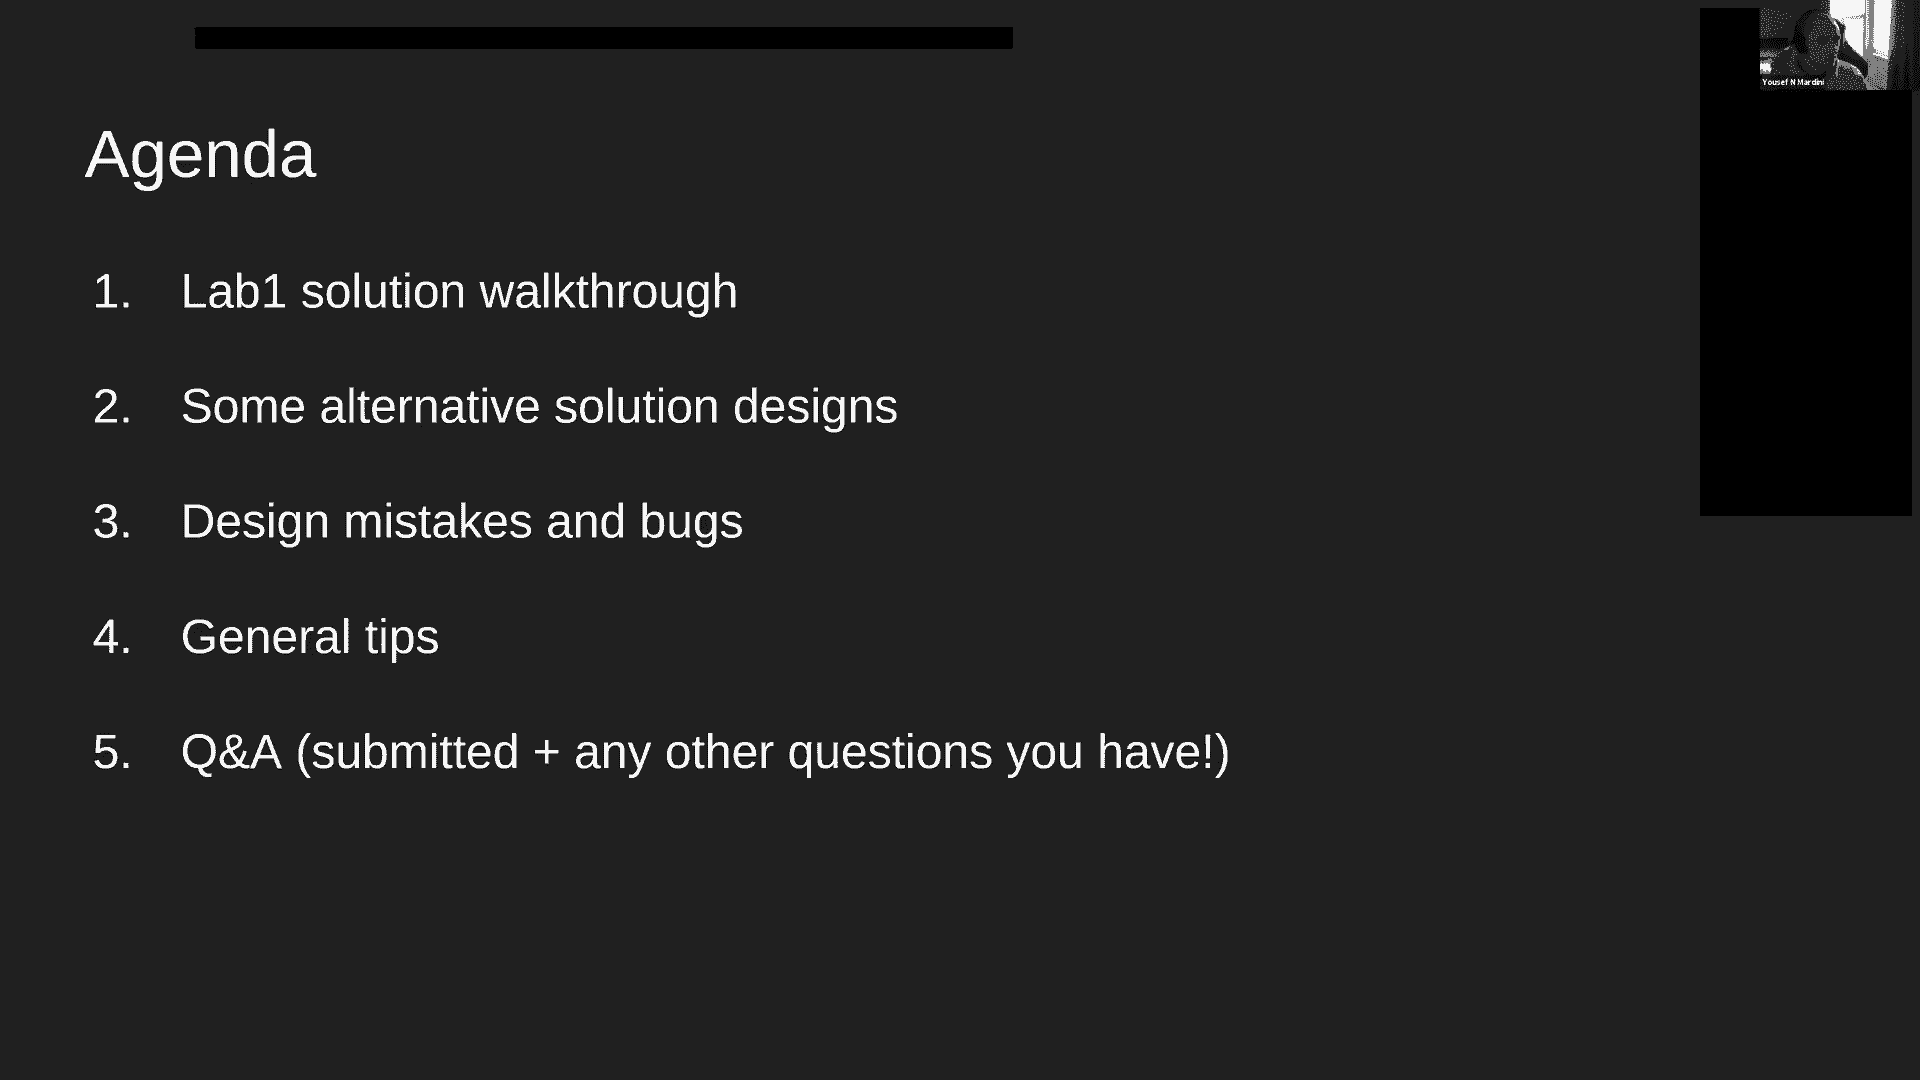 Yousef N Mardini
Agenda
1. Lab1 solution walkthrough
2. Some alternative solution designs
3. Design mistakes and bugs
4. General tips
5. Q&A (submitted + any other questions you have!)